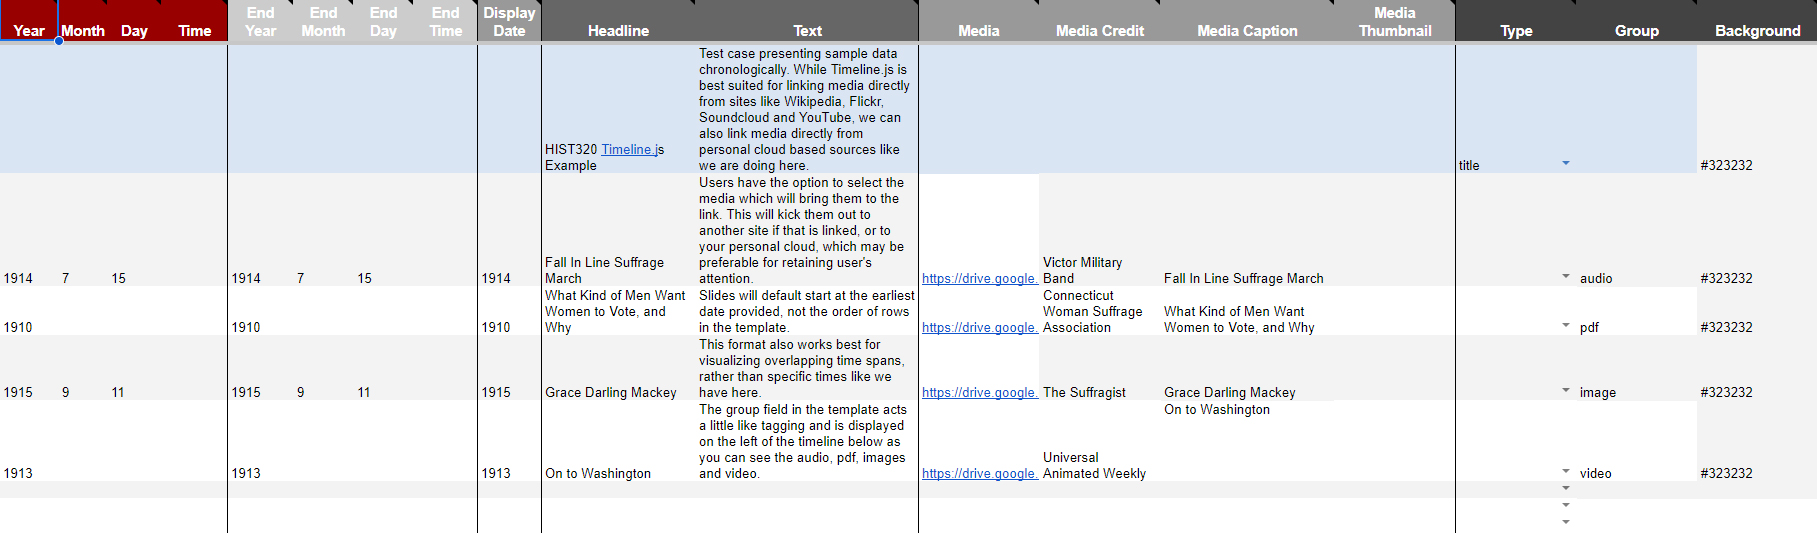 Year Month Day Time End Year End Month End Day End Time Display Date Headline Text Media Media Credit Media Caption Media Thumbnail Type Group Background
Test case presenting sample data
chronologically. While Timeline.js is
best suited for linking media directly
from sites like Wikipedia, Flickr,
Soundcloud and YouTube, we can
also link media directly from
personal cloud based sources like
we are doing here.
HIST320 Timeline.js
Example
title
#323232
1914 7 15
1914 7 15
1914
Fall In Line Suffrage
March
Users have the option to select the
media which will bring them to the
link. This will kick them out to
another site if that is linked, or to
your personal cloud, which may be
preferable for retaining user's
attention.
https://drive.google.
Victor Military
Band
Fall In Line Suffrage March
audio
#323232
1910
1910
1910
What Kind of Men Want
Women to Vote, and
Why
Slides will default start at the earliest
date provided, not the order of rows
in the template.
https://drive.google.
Connecticut
Woman Suffrage
Association
What Kind of Men Want
Women to Vote, and Why
pdf
#323232
1915 9 11
1915 9 11
1915
Grace Darling Mackey
This format also works best for
visualizing overlapping time spans,
rather than specific times like we
have here.
https://drive.google.
The Suffragist
Grace Darling Mackey
image
#323232
1913
1913
1913
On to Washington
The group field in the template acts
a little like tagging and is displayed
on the left of the timeline below as
you can see the audio, pdf, images
and video.
https://drive.google.
Universal
Animated Weekly
On to Washington
video
#323232